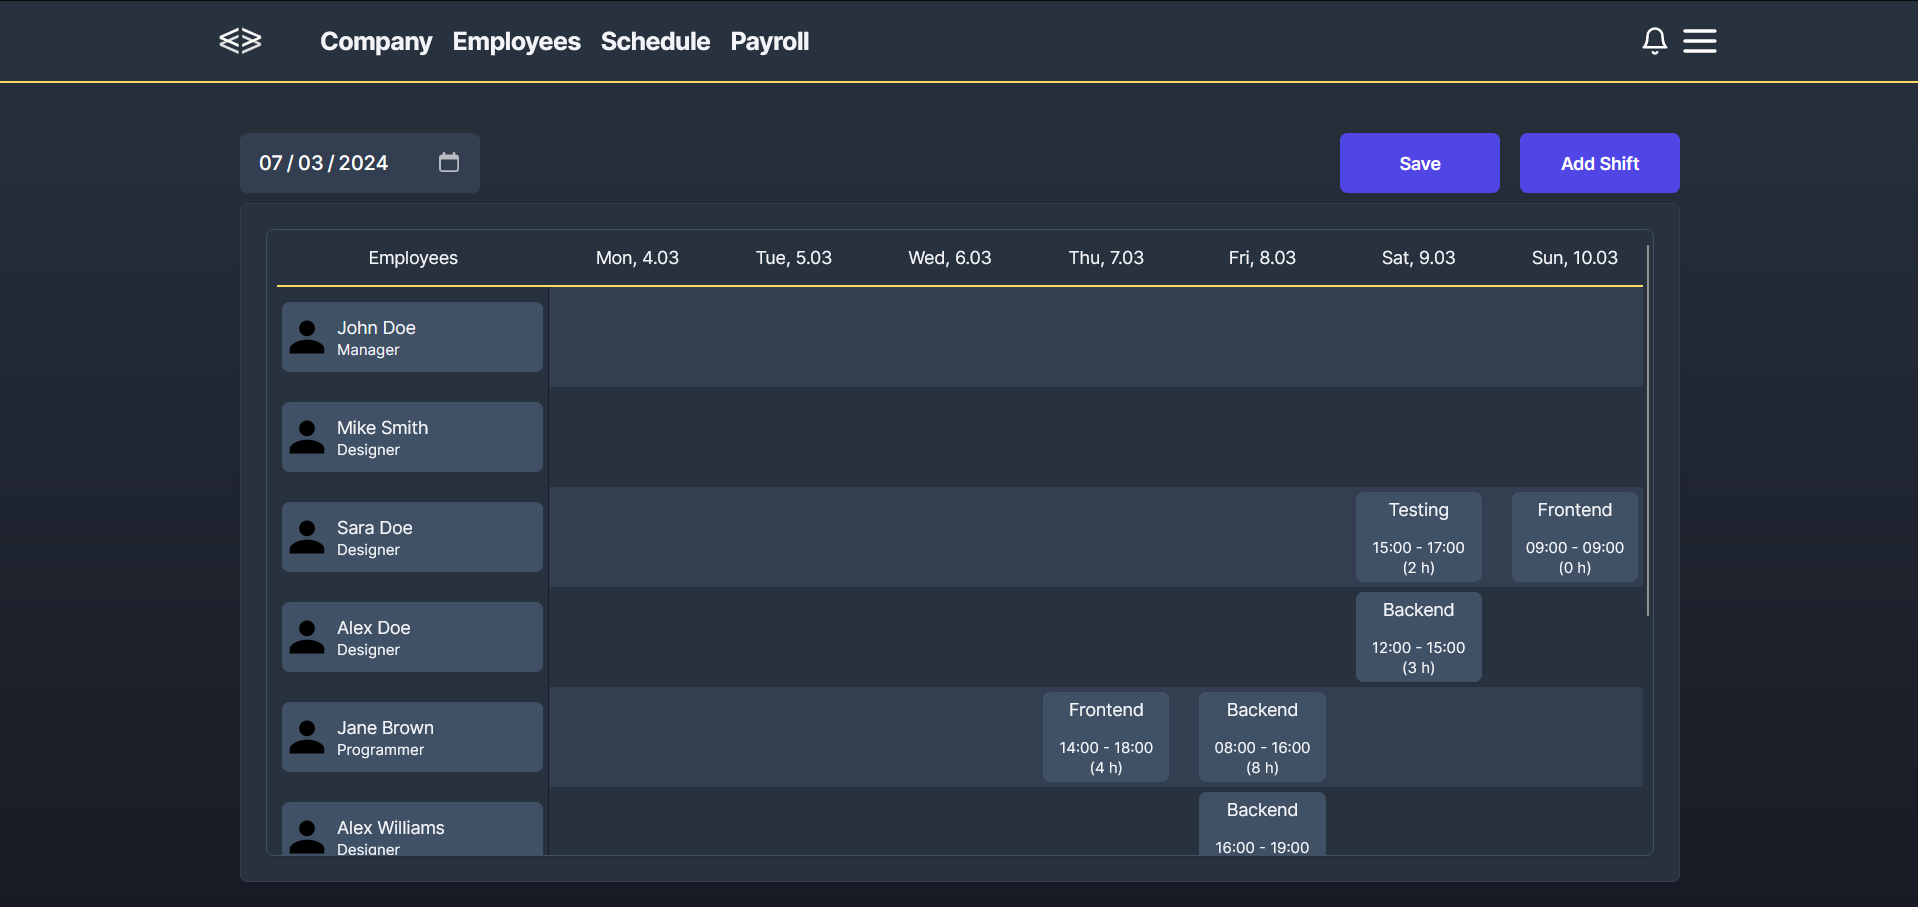 Company Employees Schedule Payroll
07/03/2024
Save
Add Shift
Employees Mon, 4.03 Tue, 5.03 Wed, 6.03 Thu, 7.03 Fri, 8.03 Sat, 9.03 Sun, 10.03
John Doe
Manager
Mike Smith
Designer
Sara Doe
Designer
Testing
15:00 - 17:00
(2 h)
Frontend
09:00 - 09:00
(0 h)
Alex Doe
Designer
Backend
12:00 - 15:00
(3 h)
Jane Brown
Programmer
Frontend
14:00 - 18:00
(4 h)
Backend
08:00 - 16:00
(8 h)
Alex Williams
Designer
Backend
16:00 - 19:00